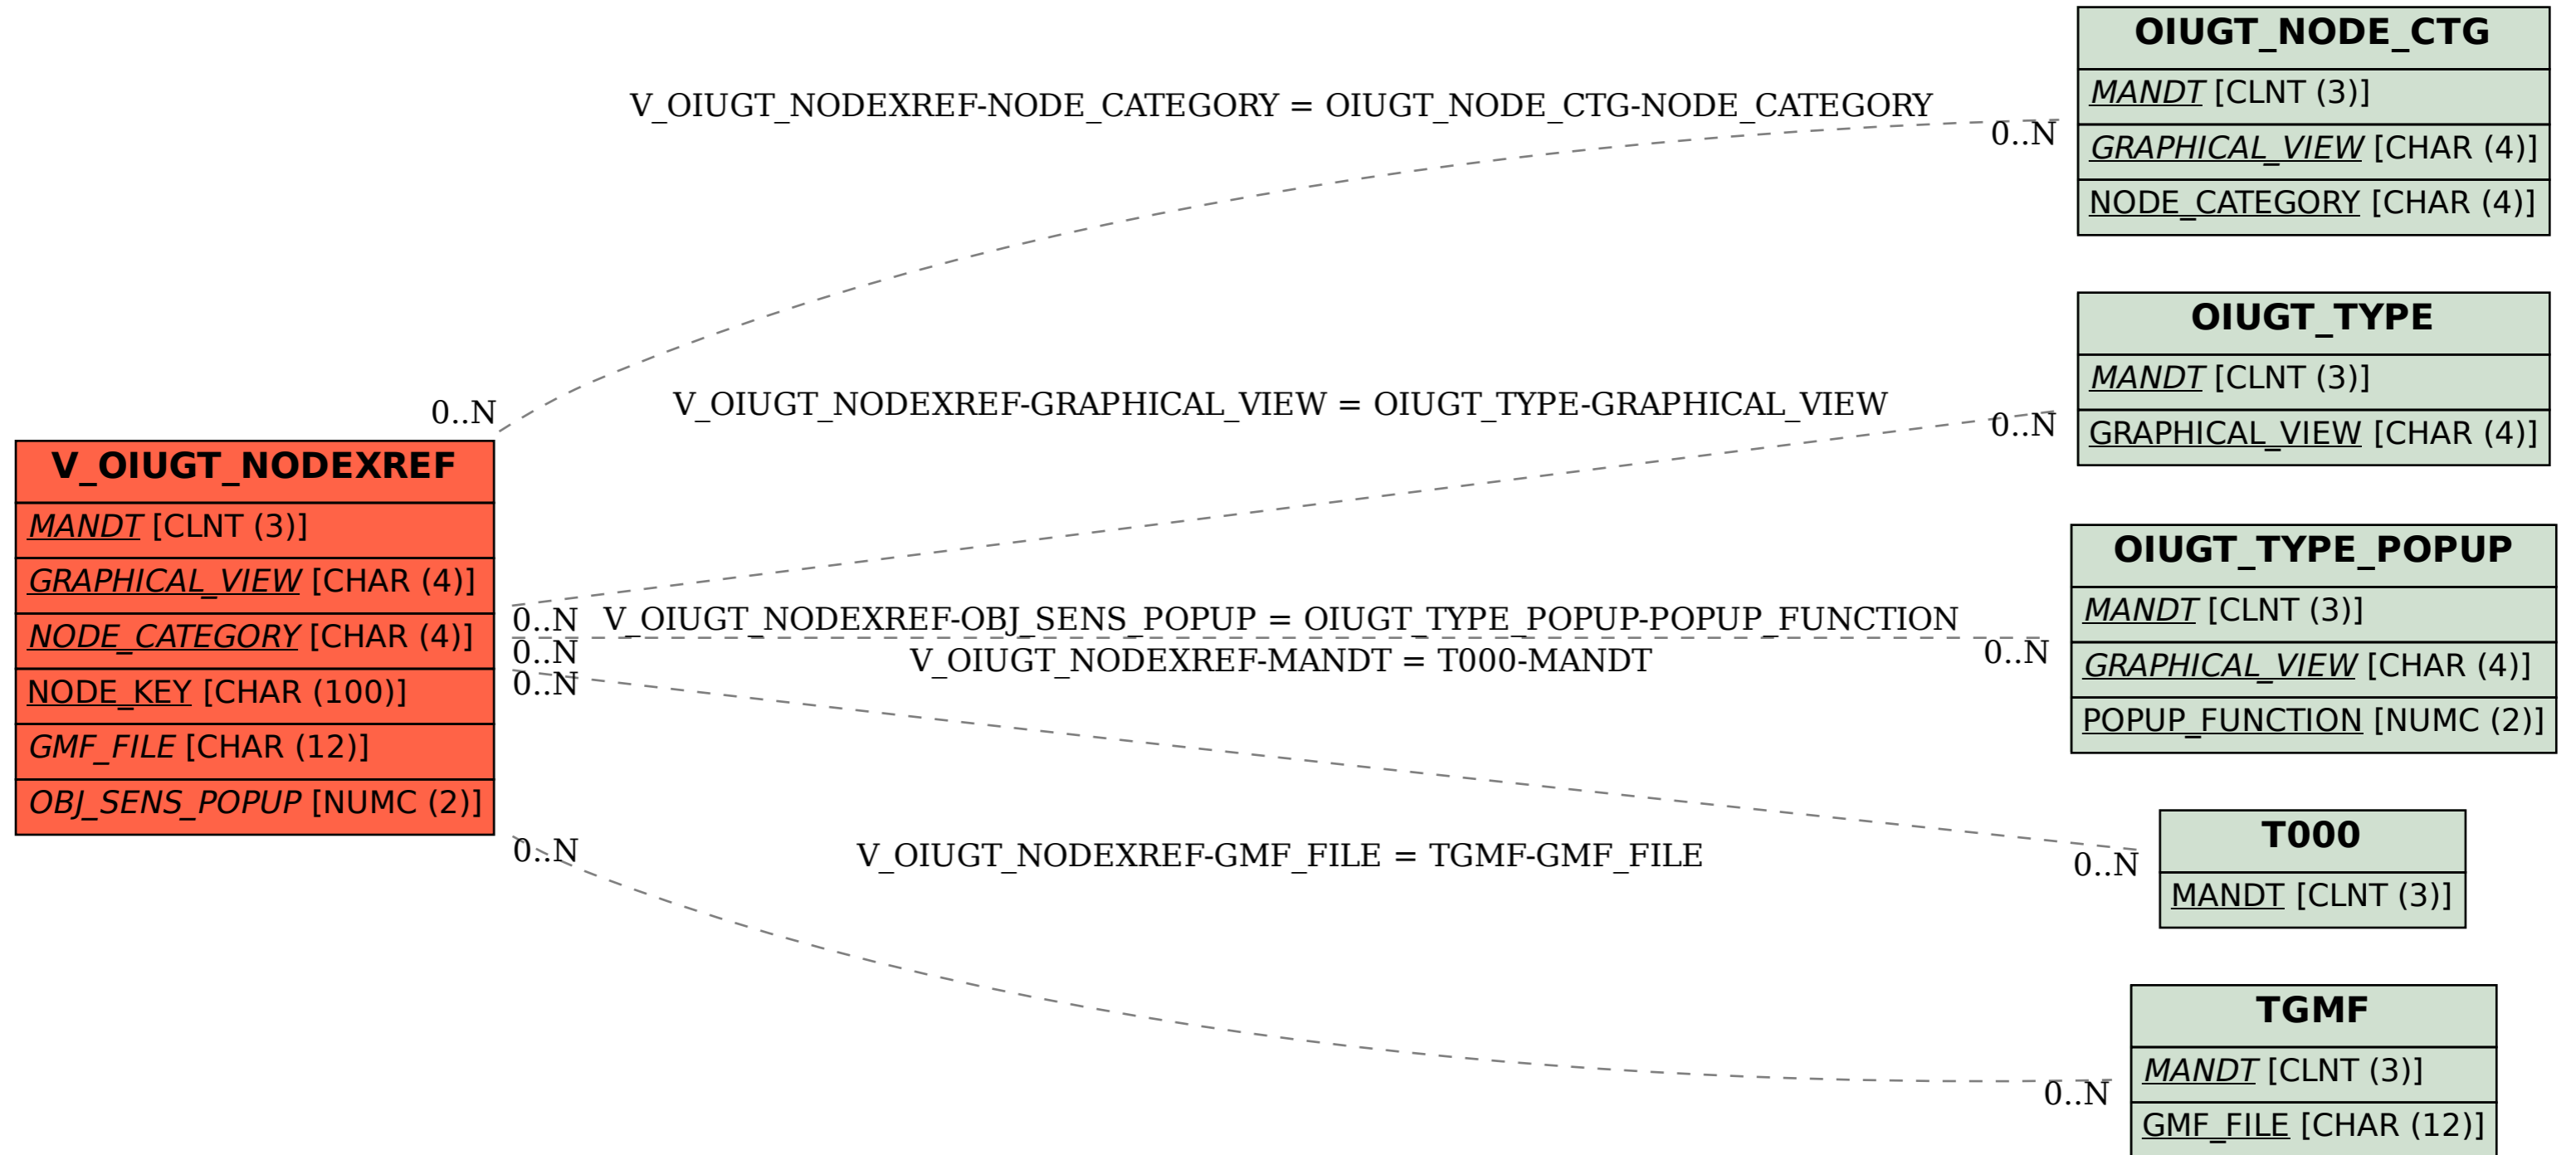 V_OIUGT_NODEXREF
MANDT [CLNT (3)]
GRAPHICAL_VIEW [CHAR (4)]
NODE_CATEGORY [CHAR (4)]
NODE_KEY [CHAR (100)]
GMF_FILE [CHAR (12)]
OBJ_SENS_POPUP [NUMC (2)]
V_OIUGT_NODEXREF-NODE_CATEGORY = OIUGT_NODE_CTG-NODE_CATEGORY
0..N
0..N
V_OIUGT_NODEXREF-GRAPHICAL_VIEW = OIUGT_TYPE-GRAPHICAL_VIEW
0..N
0..N
V_OIUGT_NODEXREF-OBJ_SENS_POPUP = OIUGT_TYPE_POPUP-POPUP_FUNCTION
0..N
0..N
V_OIUGT_NODEXREF-MANDT = T000-MANDT
0..N
0..N
V_OIUGT_NODEXREF-GMF_FILE = TGMF-GMF_FILE
0..N
0..N
OIUGT_NODE_CTG
MANDT [CLNT (3)]
GRAPHICAL_VIEW [CHAR (4)]
NODE_CATEGORY [CHAR (4)]
OIUGT_TYPE
MANDT [CLNT (3)]
GRAPHICAL_VIEW [CHAR (4)]
OIUGT_TYPE_POPUP
MANDT [CLNT (3)]
GRAPHICAL_VIEW [CHAR (4)]
POPUP_FUNCTION [NUMC (2)]
T000
MANDT [CLNT (3)]
TGMF
MANDT [CLNT (3)]
GMF_FILE [CHAR (12)]